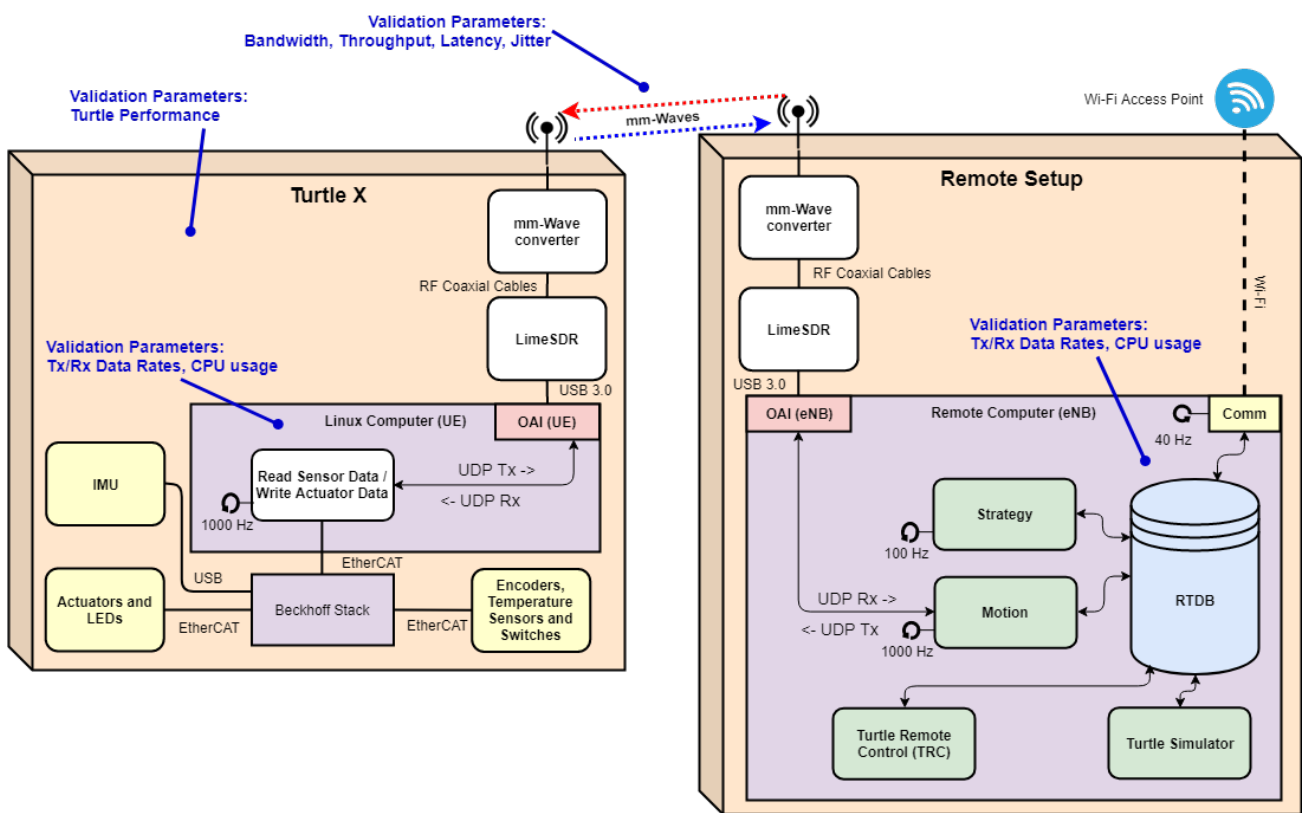 Validation Parameters:
Bandwidth, Throughput, Latency, Jitter
Validation Parameters:
Turtle Performance
mm-Waves
Wi-Fi Access Point
Turtle X
mm-Wave
converter
RF Coaxial Cables
LimeSDR
USB 3.0
Validation Parameters:
Tx/Rx Data Rates, CPU usage
Linux Computer (UE)
OAI (UE)
Read Sensor Data /
Write Actuator Data
UDP Tx ->
<- UDP Rx
1000 Hz
IMU
USB
EtherCAT
Actuators and
LEDs
EtherCAT
Beckhoff Stack
EtherCAT
Encoders,
Temperature
Sensors and
Switches
Remote Setup
mm-Wave
converter
RF Coaxial Cables
LimeSDR
USB 3.0
Wi-Fi
Validation Parameters:
Tx/Rx Data Rates, CPU usage
OAI (eNB)
Remote Computer (eNB)
40 Hz
Comm
Strategy
100 Hz
UDP Rx ->
<- UDP Tx
Motion
1000 Hz
RTDB
Turtle Remote
Control (TRC)
Turtle Simulator